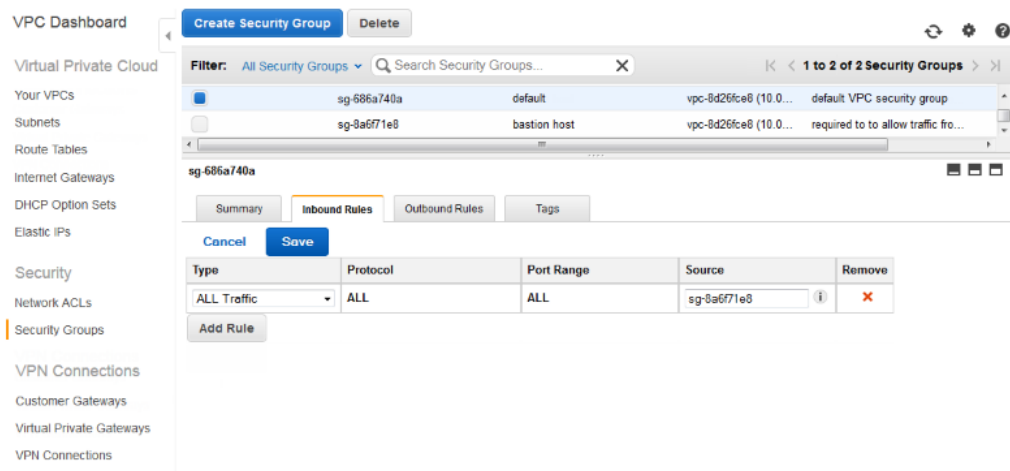 VPC Dashboard
Create Security Group Delete
Virtual Private Cloud
Filter: All Security Groups Search Security Groups... 1 to 2 of 2 Security Groups
Your VPCs
sg-686a740a default vpc-8d26fce8 (10.0... default VPC security group
Subnets
sg-8a6f71e8 bastion host vpc-8d26fce8 (10.0... required to to allow traffic fro...
Route Tables
Internet Gateways
DHCP Option Sets
Elastic IPs
Security
Network ACLs
Security Groups
VPN Connections
Customer Gateways
Virtual Private Gateways
VPN Connections
sg-686a740a
Summary Inbound Rules Outbound Rules Tags
Cancel Save
Type Protocol Port Range Source Remove
ALL Traffic ALL ALL sg-8a6f71e8
Add Rule